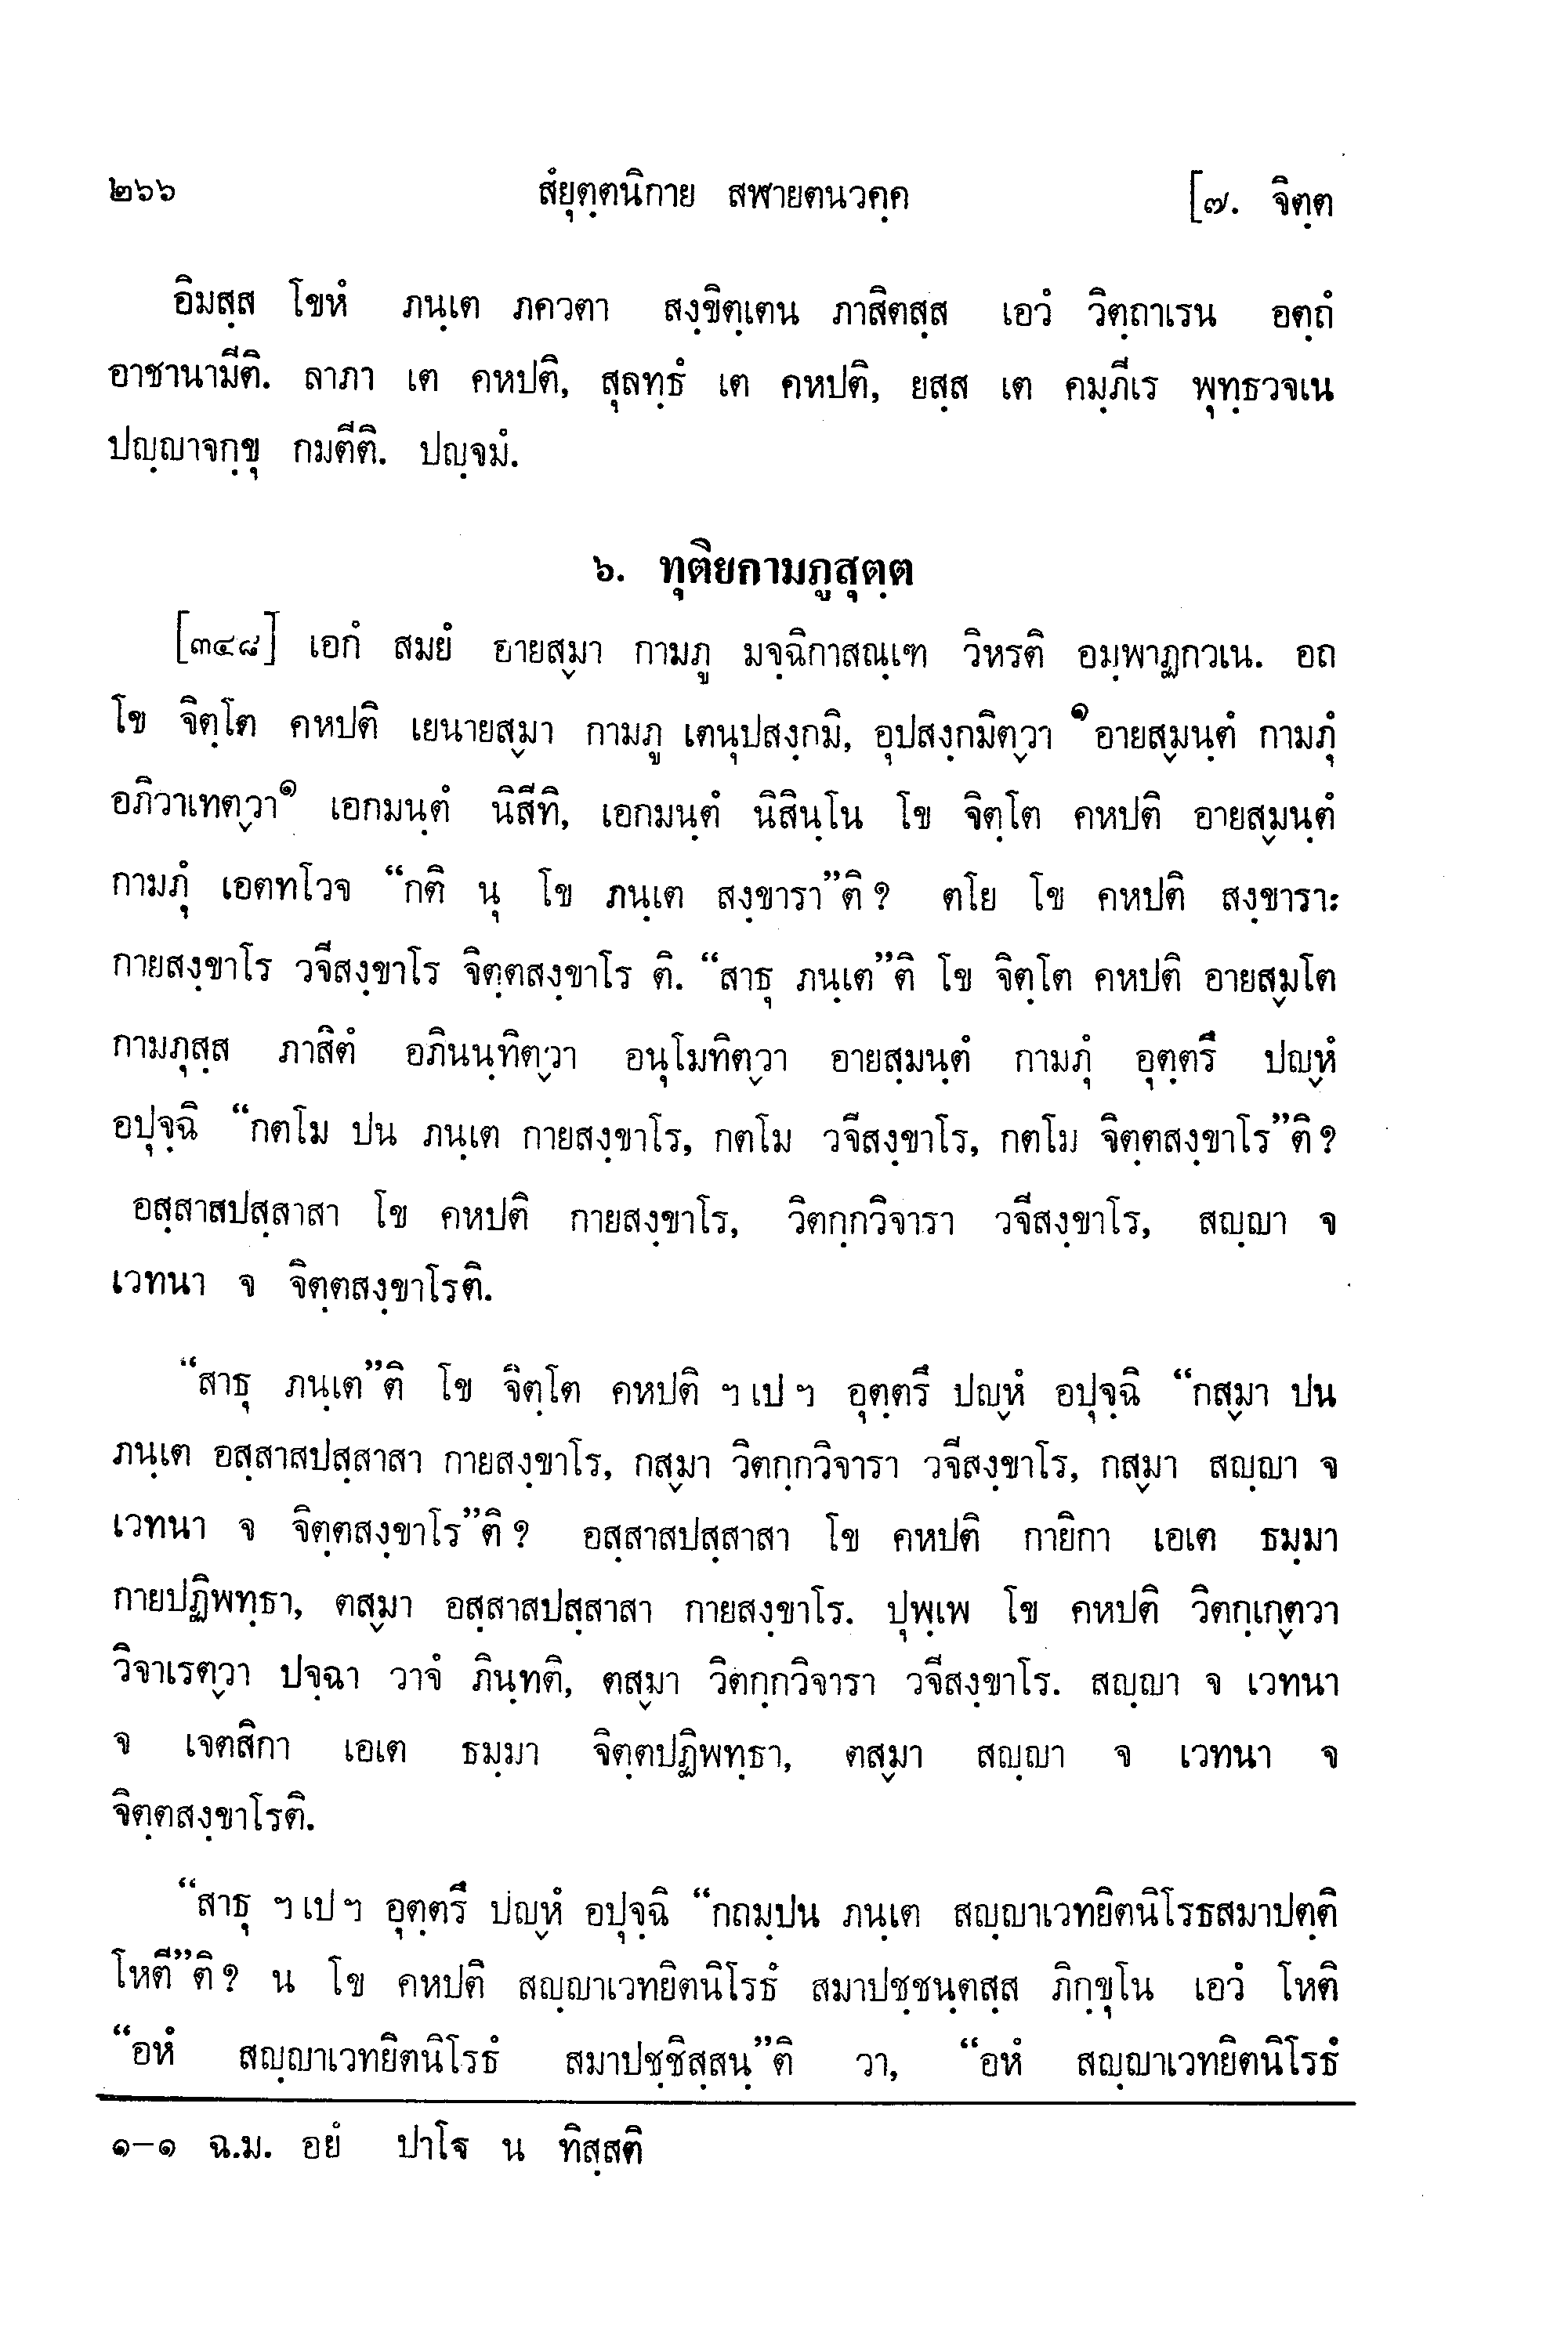 ๒๖๖ สํยุตฺตนิกาย สฬายตนวคฺค [๗. จิตฺต
อิมสฺส โขหํ ภนฺเต ภควตา สงฺขิตฺเตน ภาสิตสฺส เอวํ วิตฺถาเรน อตฺถํ
อาชานามีติ. ลาภา เต คหปติ, สุลทฺธํ เต คหปติ, ยสฺส เต คมฺภีเร พุทฺธวจเน
ปญฺญาจกฺขุ กมตีติ. ปญฺจมํ.
๖. ทุติยกามภูสุตฺต
[๓๔๘] เอกํ สมยํ อายสฺมา กามภู มจฺฉิกาสณฺเฑ วิหรติ อมฺพาฏกวเน. อถ
โข จิตฺโต คหปติ เยนายสฺมา กามภู เตนุปสงฺกมิ, อุปสงฺกมิตฺวา ๑อายสฺมนฺตํ กามภุํ
อภิวาเทตฺวา๑ เอกมนฺตํ นิสีทิ, เอกมนฺตํ นิสินฺโน โข จิตฺโต คหปติ อายสฺมนฺตํ
กามภุํ เอตทโวจ “กติ นุ โข ภนฺเต สงฺขารา”ติ ? ตโย โข คหปติ สงฺขารา:
กายสงฺขาโร วจีสงฺขาโร จิตฺตสงฺขาโร ติ. “สาธุ ภนฺเต”ติ โข จิตฺโต คหปติ อายสฺมโต
กามภุสฺส ภาสิตํ อภินนฺทิตฺวา อนุโมทิตฺวา อายสฺมนฺตํ กามภุํ อุตฺตรึ ปญฺหํ
อปุจฺฉิ “กตโม ปน ภนฺเต กายสงฺขาโร, กตโม วจีสงฺขาโร, กตโม จิตฺตสงฺขาโร”ติ ?
อสฺสาสปสฺสาสา โข คหปติ กายสงฺขาโร, วิตกฺกวิจารา วจีสงฺขาโร, สญฺญา จ
เวทนา จ จิตฺตสงฺขาโรติ.
“สาธุ ภนฺเต”ติ โข จิตฺโต คหปติ ฯ เป ฯ อุตฺตรึ ปญฺหํ อปุจฺฉิ “กสฺมา ปน
ภนฺเต อสฺสาสปสฺสาสา กายสงฺขาโร, กสฺมา วิตกฺกวิจารา วจีสงฺขาโร, กสฺมา สญฺญา จ
เวทนา จ จิตฺตสงฺขาโร”ติ ? อสฺสาสปสฺสาสา โข คหปติ กายิกา เอเต ธมฺมา
กายปฏิพทฺธา, ตสฺมา อสฺสาสปสฺสาสา กายสงฺขาโร. ปุพฺเพ โข คหปติ วิตกฺเกตฺวา
วิจาเรตฺวา ปจฺฉา วาจํ ภินฺทติ, ตสฺมา วิตกฺกวิจารา วจีสงฺขาโร. สญฺญา จ เวทนา
จ เจตสิกา เอเต ธมฺมา จิตฺตปฏิพทฺธา, ตสฺมา สญฺญา จ เวทนา จ
จิตฺตสงฺขาโรติ.
“สาธุ ฯ เป ฯ อุตฺตรึ ปญฺหํ อปุจฺฉิ “กถมฺปน ภนฺเต สญฺญาเวทยิตนิโรธสมาปตฺติ
โหตี”ติ ? น โข คหปติ สญฺญาเวทยิตนิโรธํ สมาปชฺชนฺตสฺส ภิกฺขุโน เอวํ โหติ
“อหํ สญฺญาเวทยิตนิโรธํ สมาปชฺชิสฺสนฺ”ติ วา, “อหํ สญฺญาเวทยิตนิโรธํ
๑–๑ ฉ.ม. อยํ ปาโฐ น ทิสฺสติ